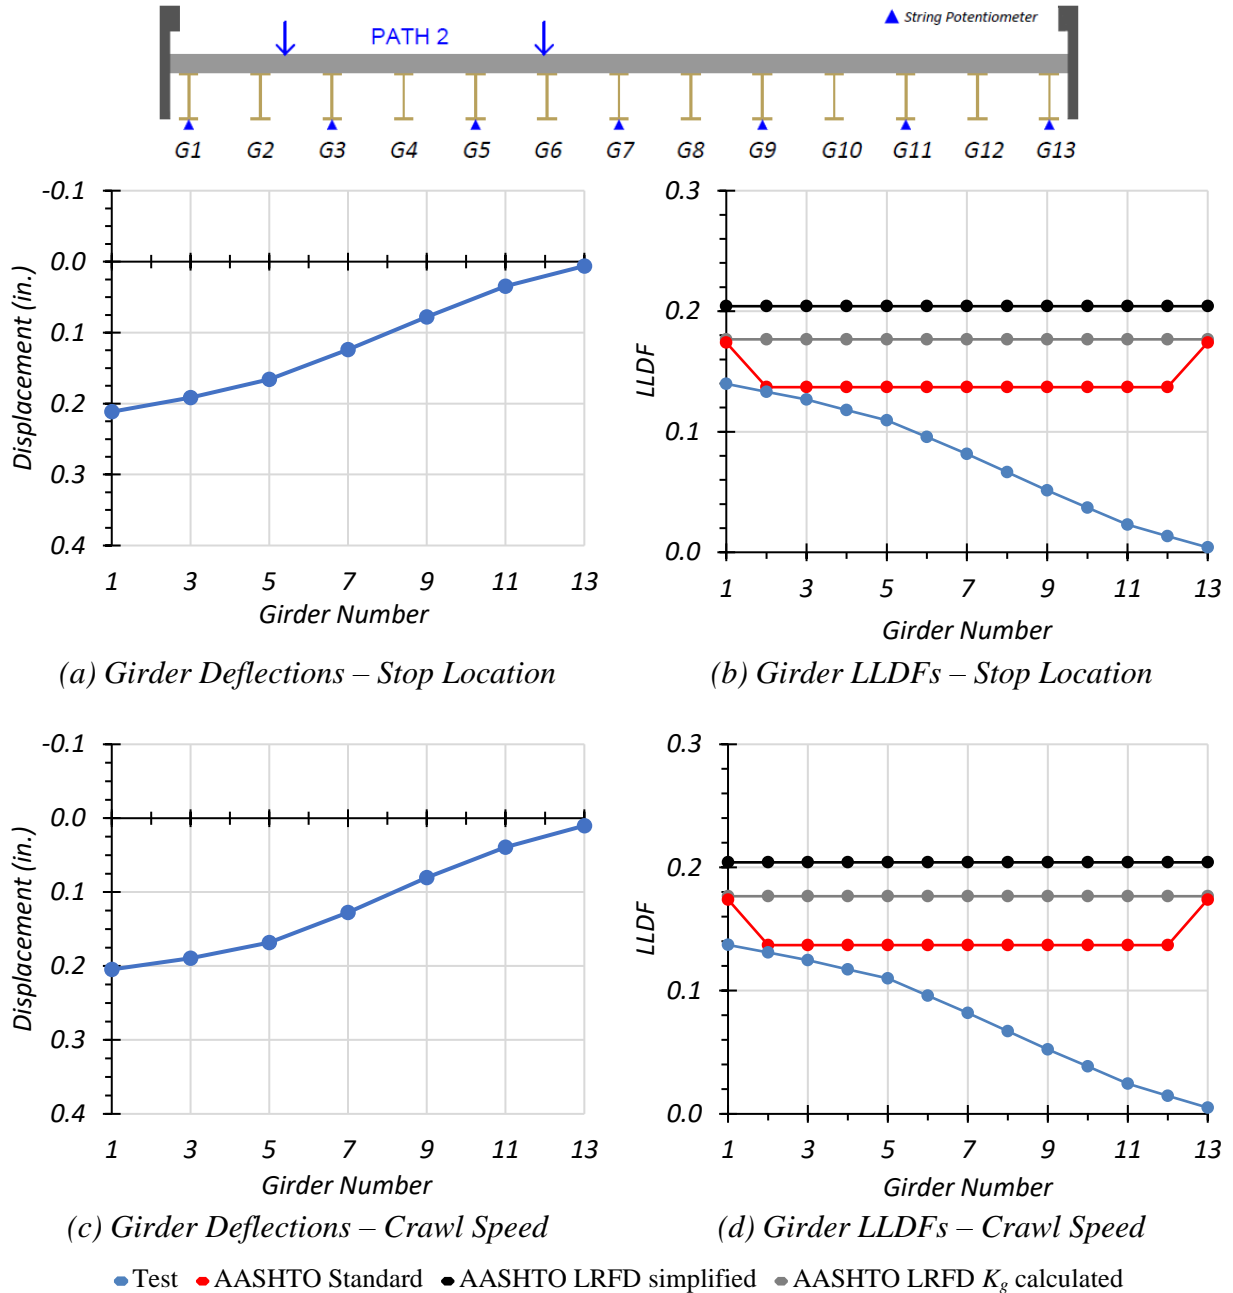 String Potentiometer
PATH 2
G1 G2 G3 G4 G5 G6 G7 G8 G9 G10 G11 G12 G13
-0.1
0.0
0.1
0.2
0.3
0.4
Displacement (in.)
1 3 5 7 9 11 13
Girder Number
(a) Girder Deflections – Stop Location
0.3
0.2
0.1
0.0
LLDF
1 3 5 7 9 11 13
Girder Number
(b) Girder LLDFs – Stop Location
-0.1
0.0
0.1
0.2
0.3
0.4
Displacement (in.)
1 3 5 7 9 11 13
Girder Number
(c) Girder Deflections – Crawl Speed
0.3
0.2
0.1
0.0
LLDF
1 3 5 7 9 11 13
Girder Number
(d) Girder LLDFs – Crawl Speed
Test AASHTO Standard AASHTO LRFD simplified AASHTO LRFD Kg calculated